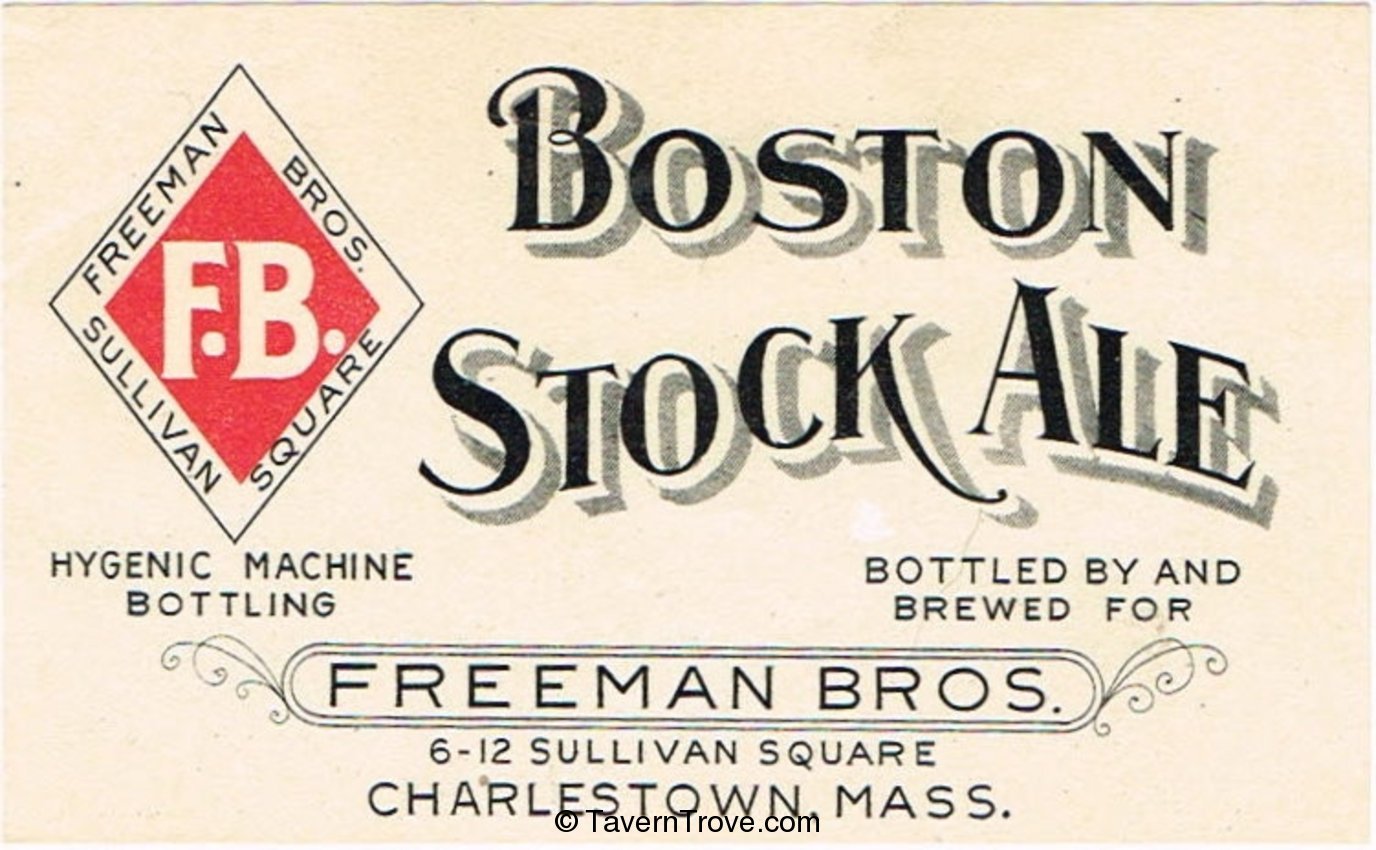 FREEMAN BROS.
F.B.
SULLIVAN SQUARE
HYGENIC MACHINE
BOTTLING
BOSTON
STOCK ALE
BOTTLED BY AND
BREWED FOR
FREEMAN BROS.
6-12 SULLIVAN SQUARE
CHARLESTOWN, MASS.
© TavernTrove.com